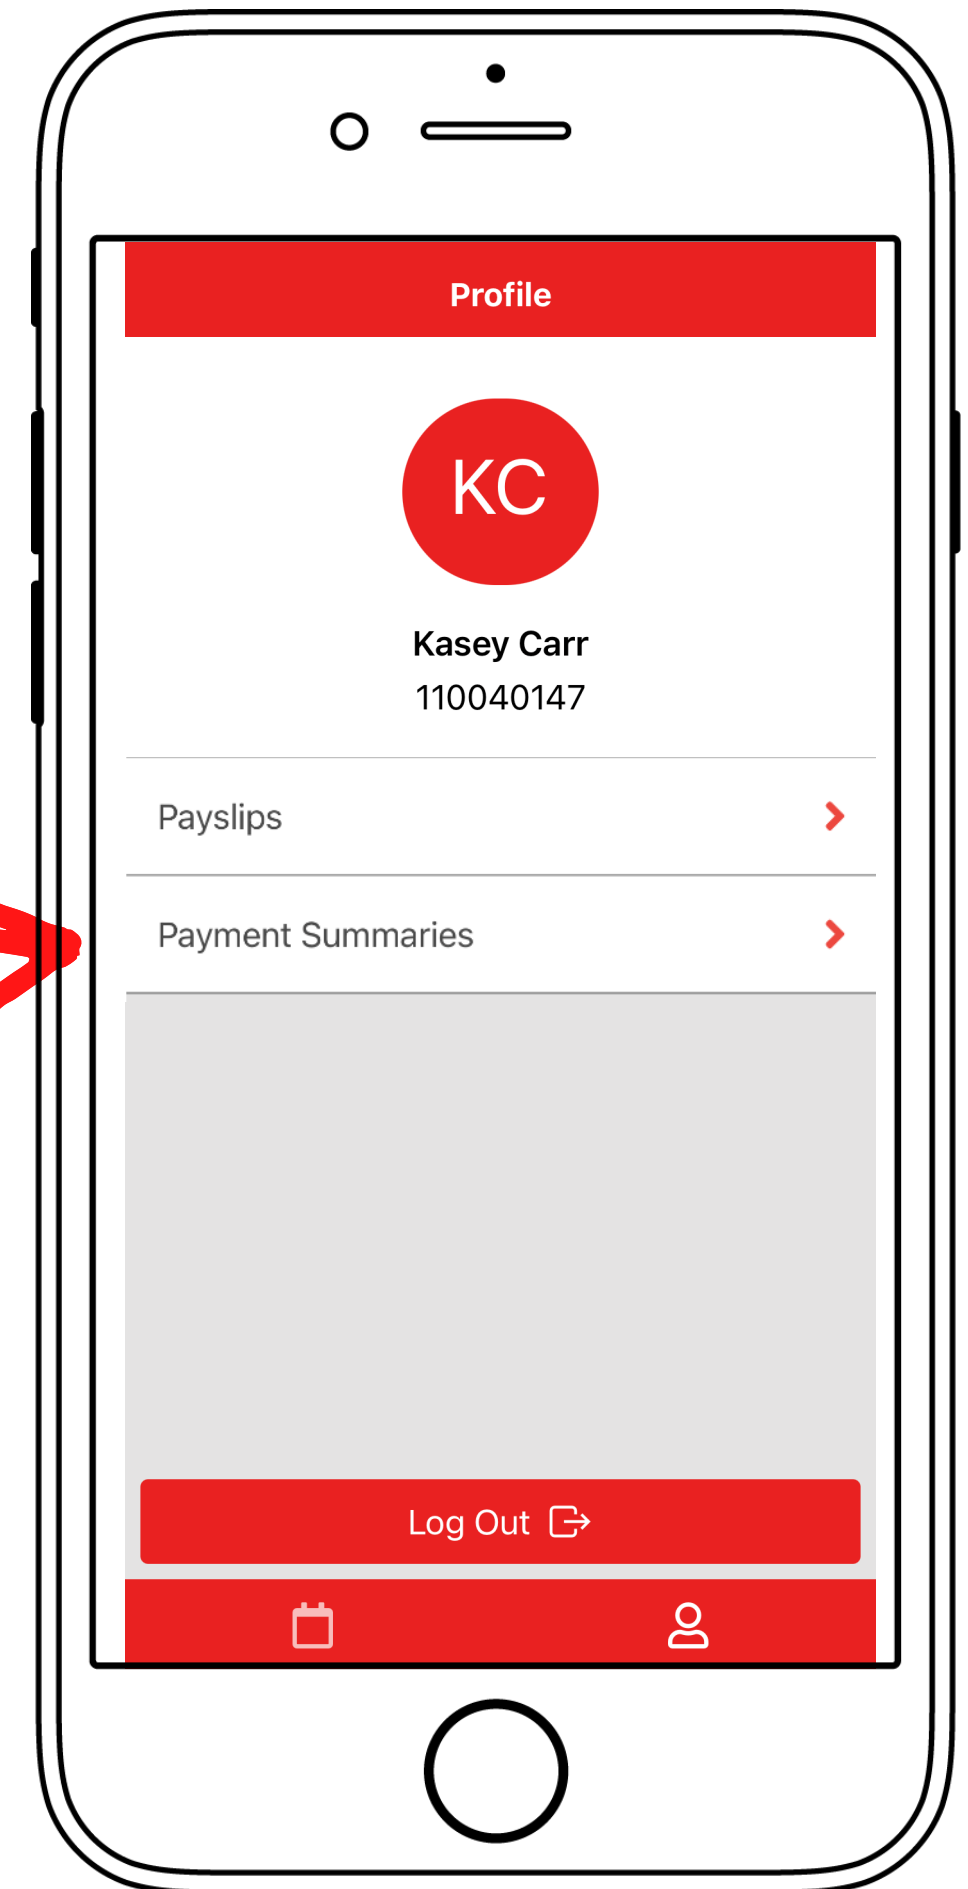 Profile
KC
Kasey Carr
110040147
Payslips
Payment Summaries
Log Out